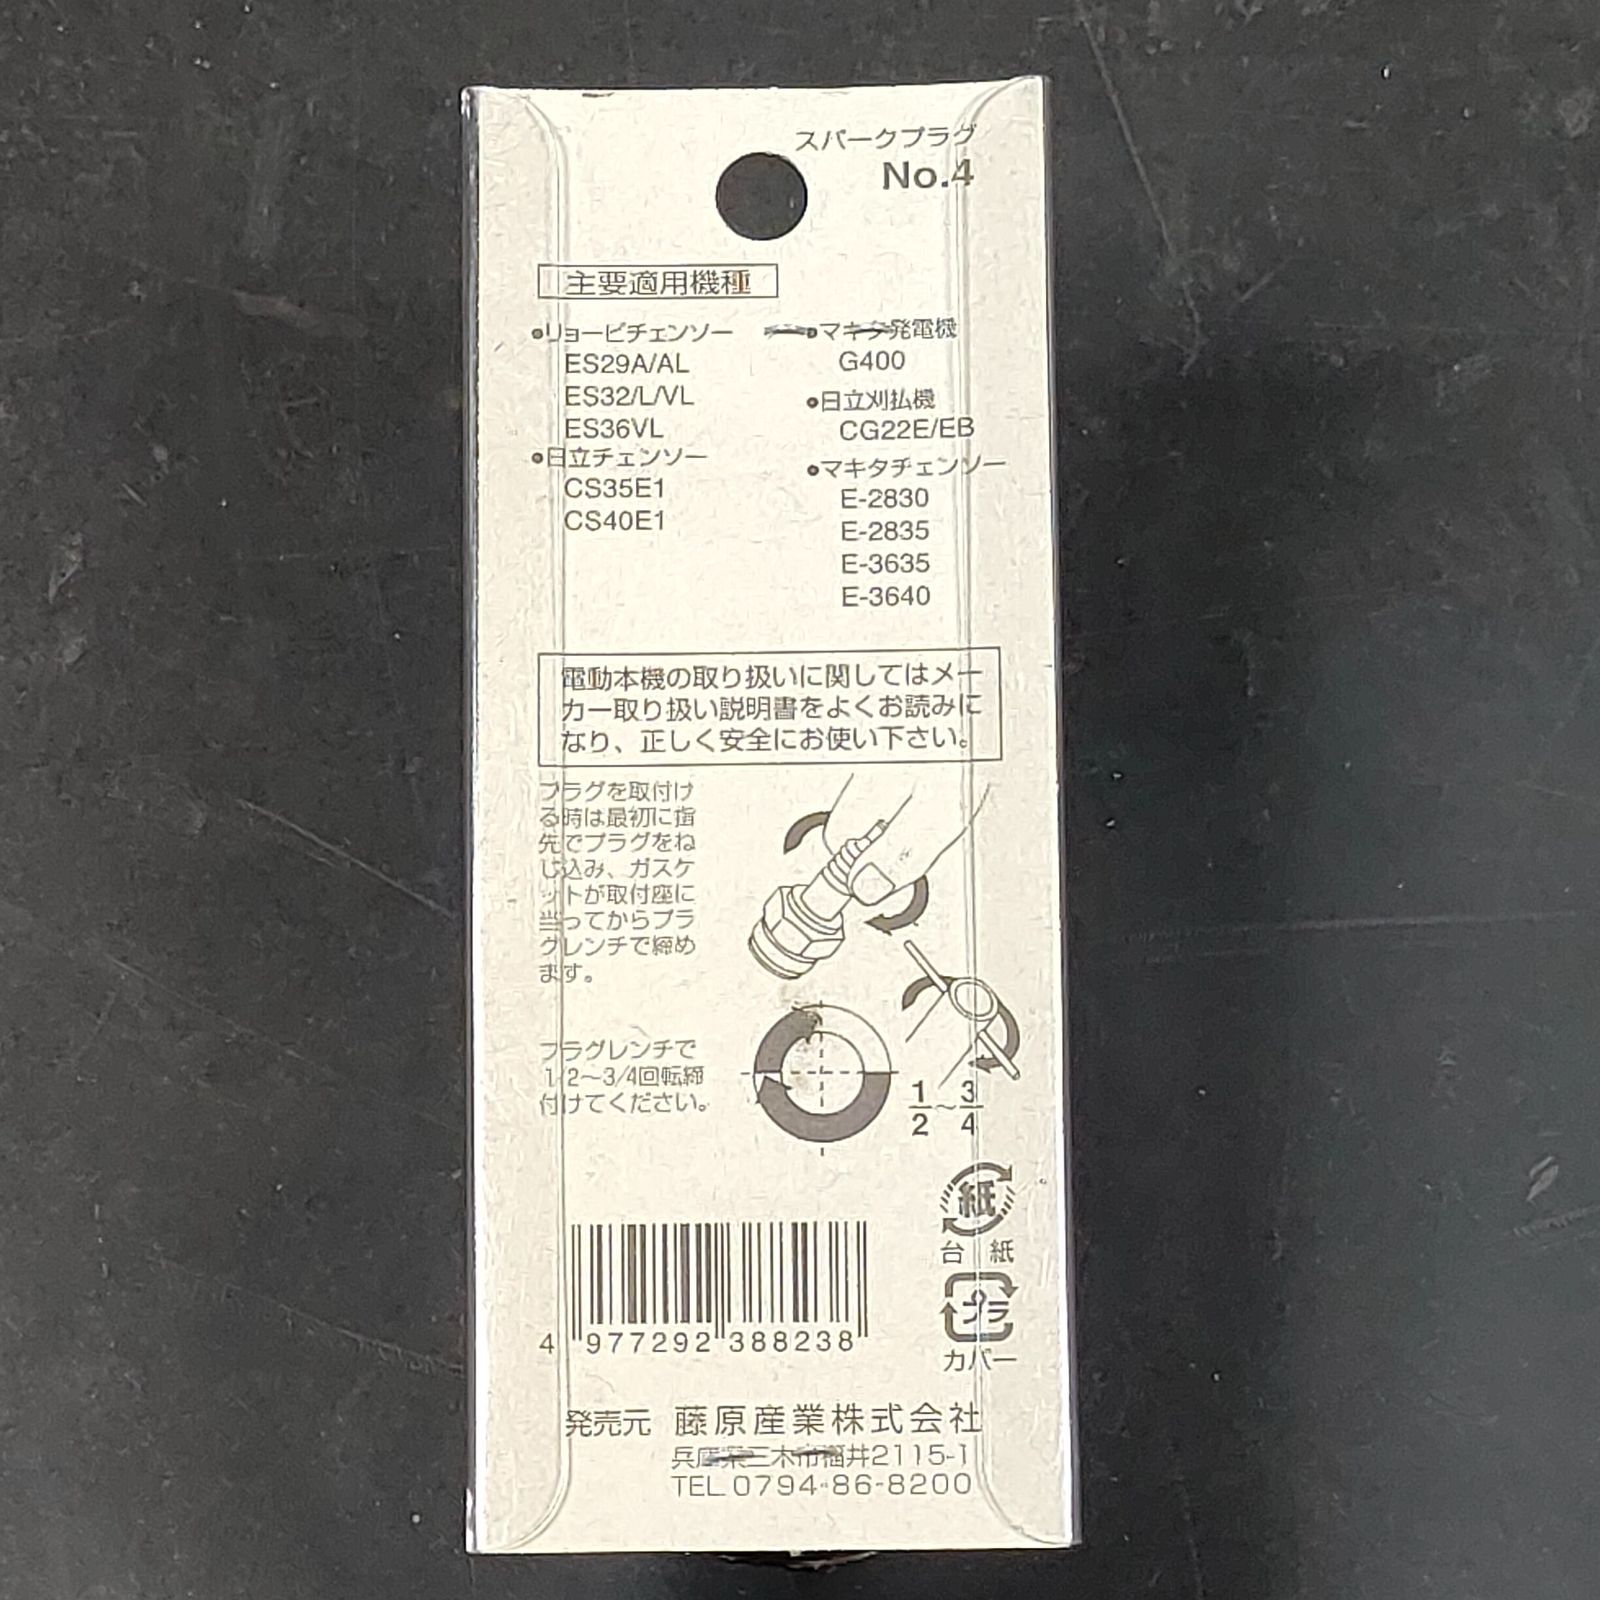 スパークプラグ
No.4
主要適用機種
●リョービチェンソー
ES29A/AL
ES32/L/VL
ES36VL
●日立チェンソー
CS35E1
CS40E1
●マキタ発電機
G400
●日立刈払機
CG22E/EB
●マキタチェンソー
E-2830
E-2835
E-3635
E-3640
電動本機の取り扱いに関してはメー
カー取り扱い説明書をよくお読みに
なり、正しく安全にお使い下さい。
プラグを取付け
る時は最初に指
先でプラグをね
じ込み、ガスケ
ットが取付座に
当ってからプラ
グレンチで締め
ます。
プラグレンチで
1/2〜3/4回転締
付けてください。
1/2〜3/4
紙
台 紙
プラ
カバー
4 977292 388238
発売元 藤原産業株式会社
兵庫県三木市福井2115-1
TEL.0794-86-8200